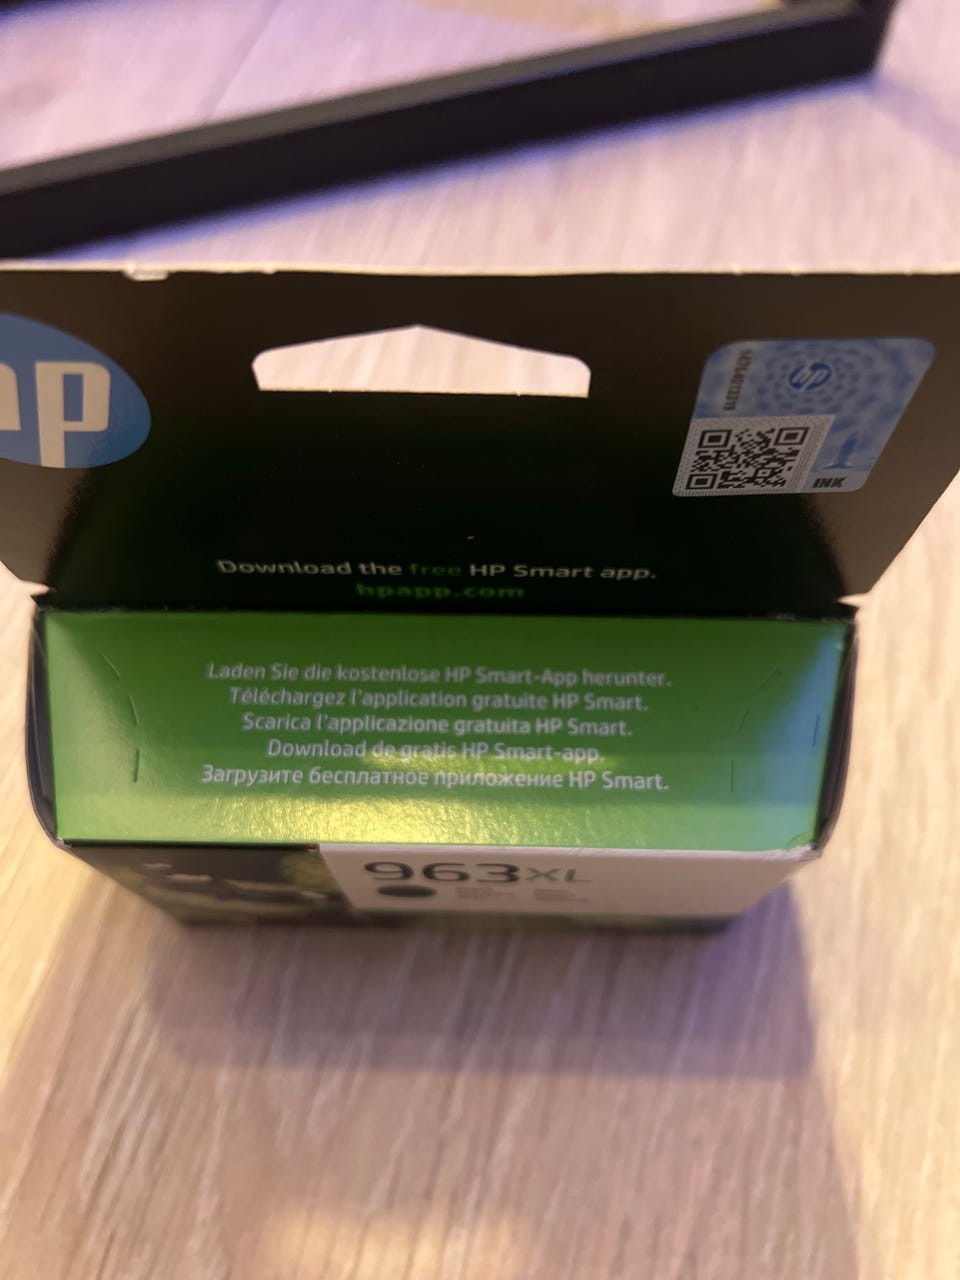 hp
INK
Download the free HP Smart app.
hpapp.com
Laden Sie die kostenlose HP Smart-App herunter.
Téléchargez l'application gratuite HP Smart.
Scarica l'applicazione gratuita HP Smart.
Download de gratis HP Smart-app.
Загрузите бесплатное приложение HP Smart.
963XL